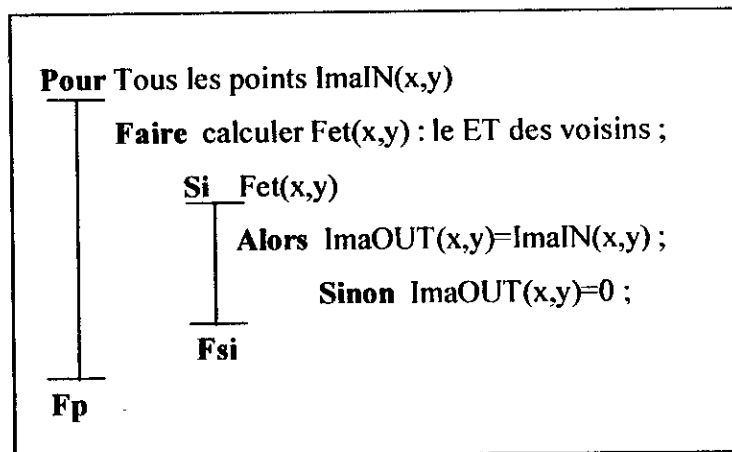 Pour Tous les points ImaIN(x,y)
Faire calculer Fet(x,y) : le ET des voisins ;
Si Fet(x,y)
Alors ImaOUT(x,y)=ImaIN(x,y) ;
Sinon ImaOUT(x,y)=0 ;
Fsi
Fp